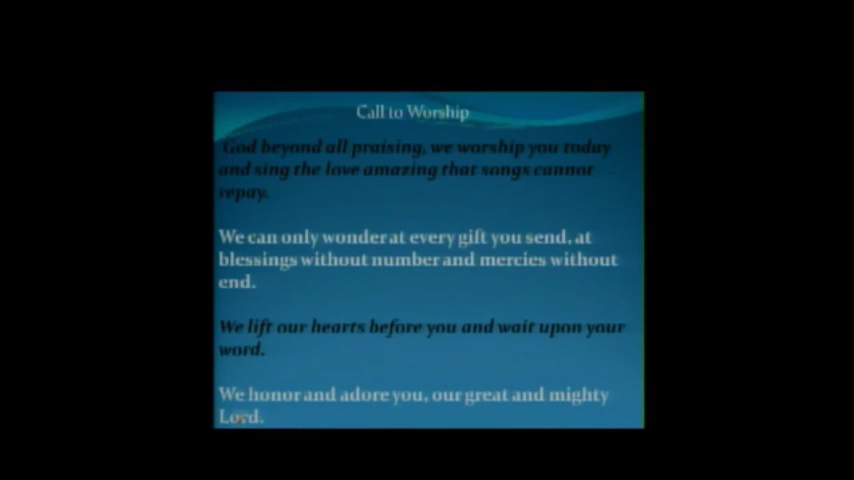 Call to Worship
God beyond all praising, we worship you today
and sing the love amazing that songs cannot
repay.
We can only wonder at every gift you send, at
blessings without number and mercies without
end.
We lift our hearts before you and wait upon your
word.
We honor and adore you, our great and mighty
Lord.